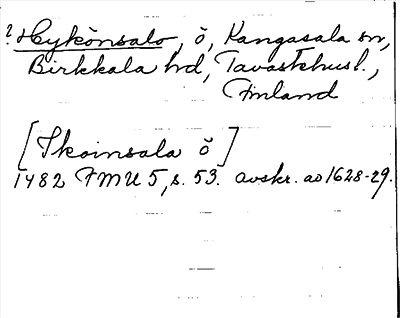 ? Hykönsalo, ö, Kangasala sn,
Birkkala hd, Tavastehusl.,
Finland
[Skoinsala ö]
1482 FMU 5, s. 53. avskr. ao 1628-29.